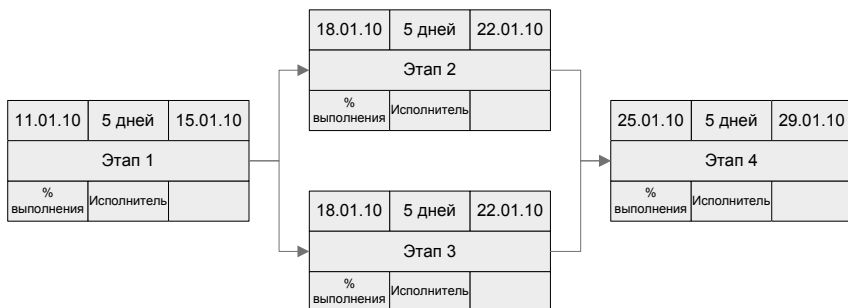 18.01.10 5 дней 22.01.10
Этап 2
% выполнения Исполнитель
11.01.10 5 дней 15.01.10
Этап 1
% выполнения Исполнитель
25.01.10 5 дней 29.01.10
Этап 4
% выполнения Исполнитель
18.01.10 5 дней 22.01.10
Этап 3
% выполнения Исполнитель